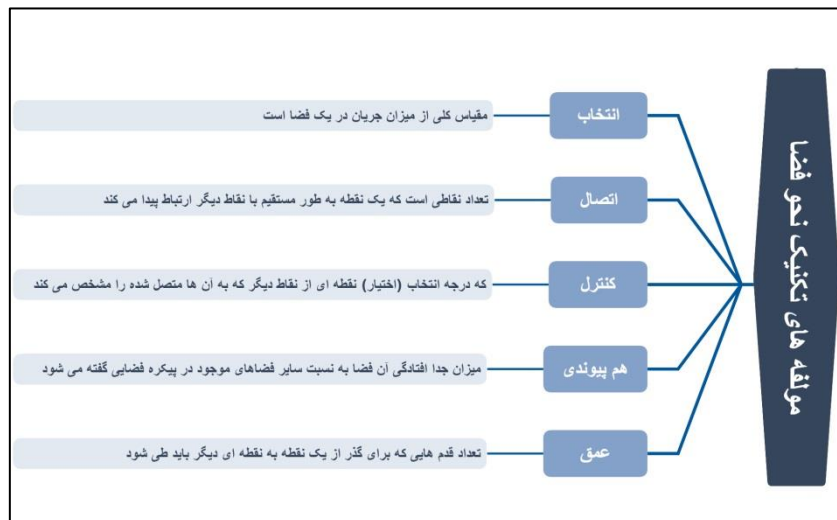 مولفه های تکنیک نحو فضا
انتخاب
مقیاس کلی از میزان جریان در یک فضا است
اتصال
تعداد نقاطی است که یک نقطه به طور مستقیم با نقاط دیگر ارتباط پیدا می کند
کنترل
که درجه انتخاب (اختیار) نقطه ای از نقاط دیگر که به آن ها متصل شده را مشخص می کند
هم پیوندی
میزان جدا افتادگی آن فضا به نسبت سایر فضاهای موجود در پیکره فضایی گفته می شود
عمق
تعداد قدم هایی که برای گذر از یک نقطه به نقطه ای دیگر باید طی شود